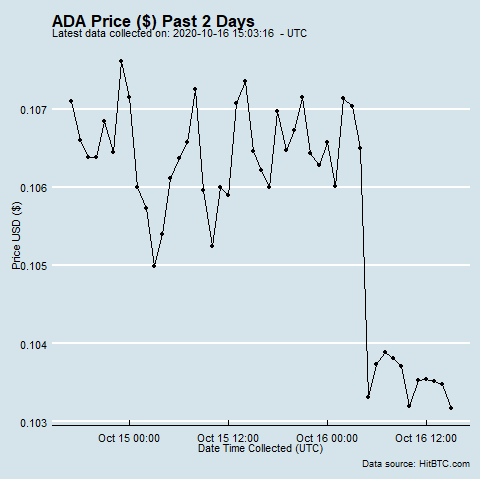 ADA Price ($) Past 2 Days
Latest data collected on: 2020-10-16 15:03:16 - UTC
Price USD ($)
0.107
0.106
0.105
0.104
0.103
Oct 15 00:00 Oct 15 12:00 Oct 16 00:00 Oct 16 12:00
Date Time Collected (UTC)
Data source: HitBTC.com